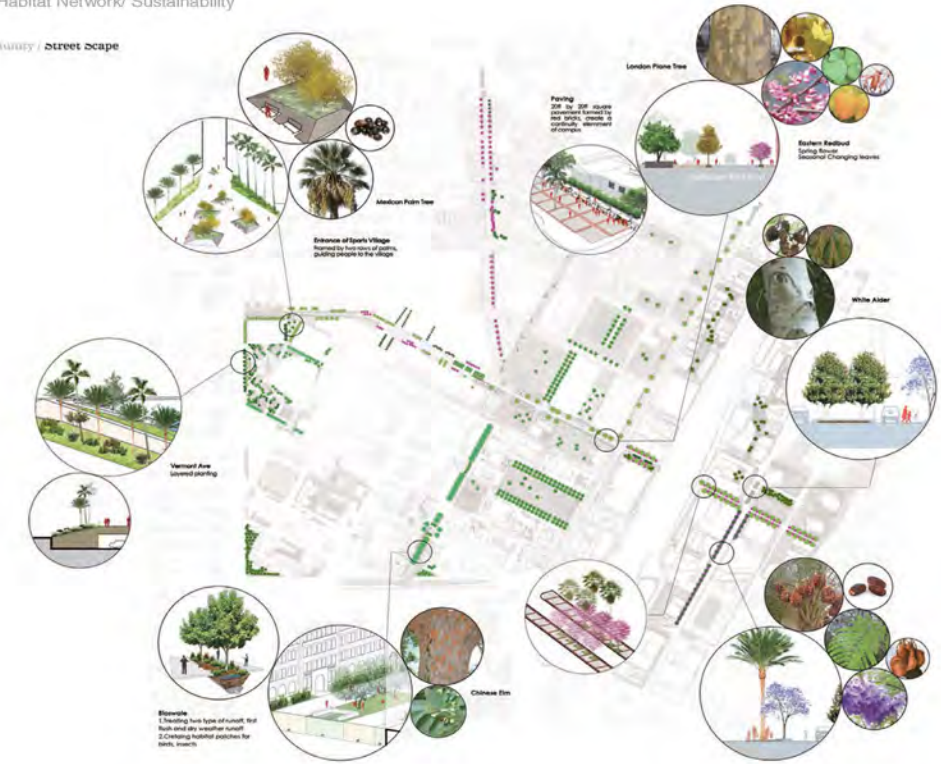 Habitat Network/ Sustainability
Street Scape
London Plane Tree
Paving
20ft by 20ft square
pavement formed by
red bricks, create a
continuity elemment
of campus
Eastern Redbud
Spring flower
Seasonal Changing leaves
Mexican Palm Tree
Entrance of Sports Village
Framed by two rows of palms,
guiding people to the village
White Alder
Vermont Ave
Layered planting
Bioswale
1.Treating two type of runoff, first
flush and dry weather runoff
2.Cretaing habitat patches for
birds, insects
Chinese Elm